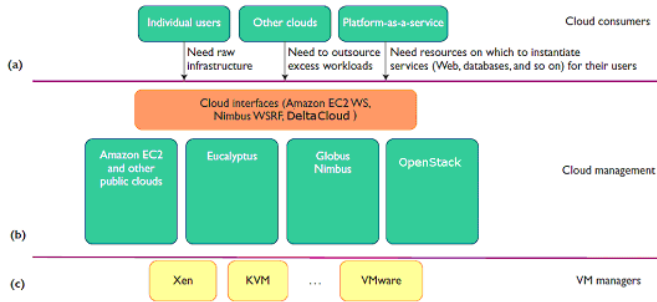 Individual users
Other clouds
Platform-as-a-service
Cloud consumers
Need raw
infrastructure
Need to outsource
excess workloads
Need resources on which to instantiate
services (Web, databases, and so on) for their users
(a)
Cloud interfaces (Amazon EC2 WS,
Nimbus WSRF, DeltaCloud )
Amazon EC2
and other
public clouds
Eucalyptus
Globus
Nimbus
OpenStack
Cloud management
(b)
(c)
Xen
KVM
...
VMware
VM managers